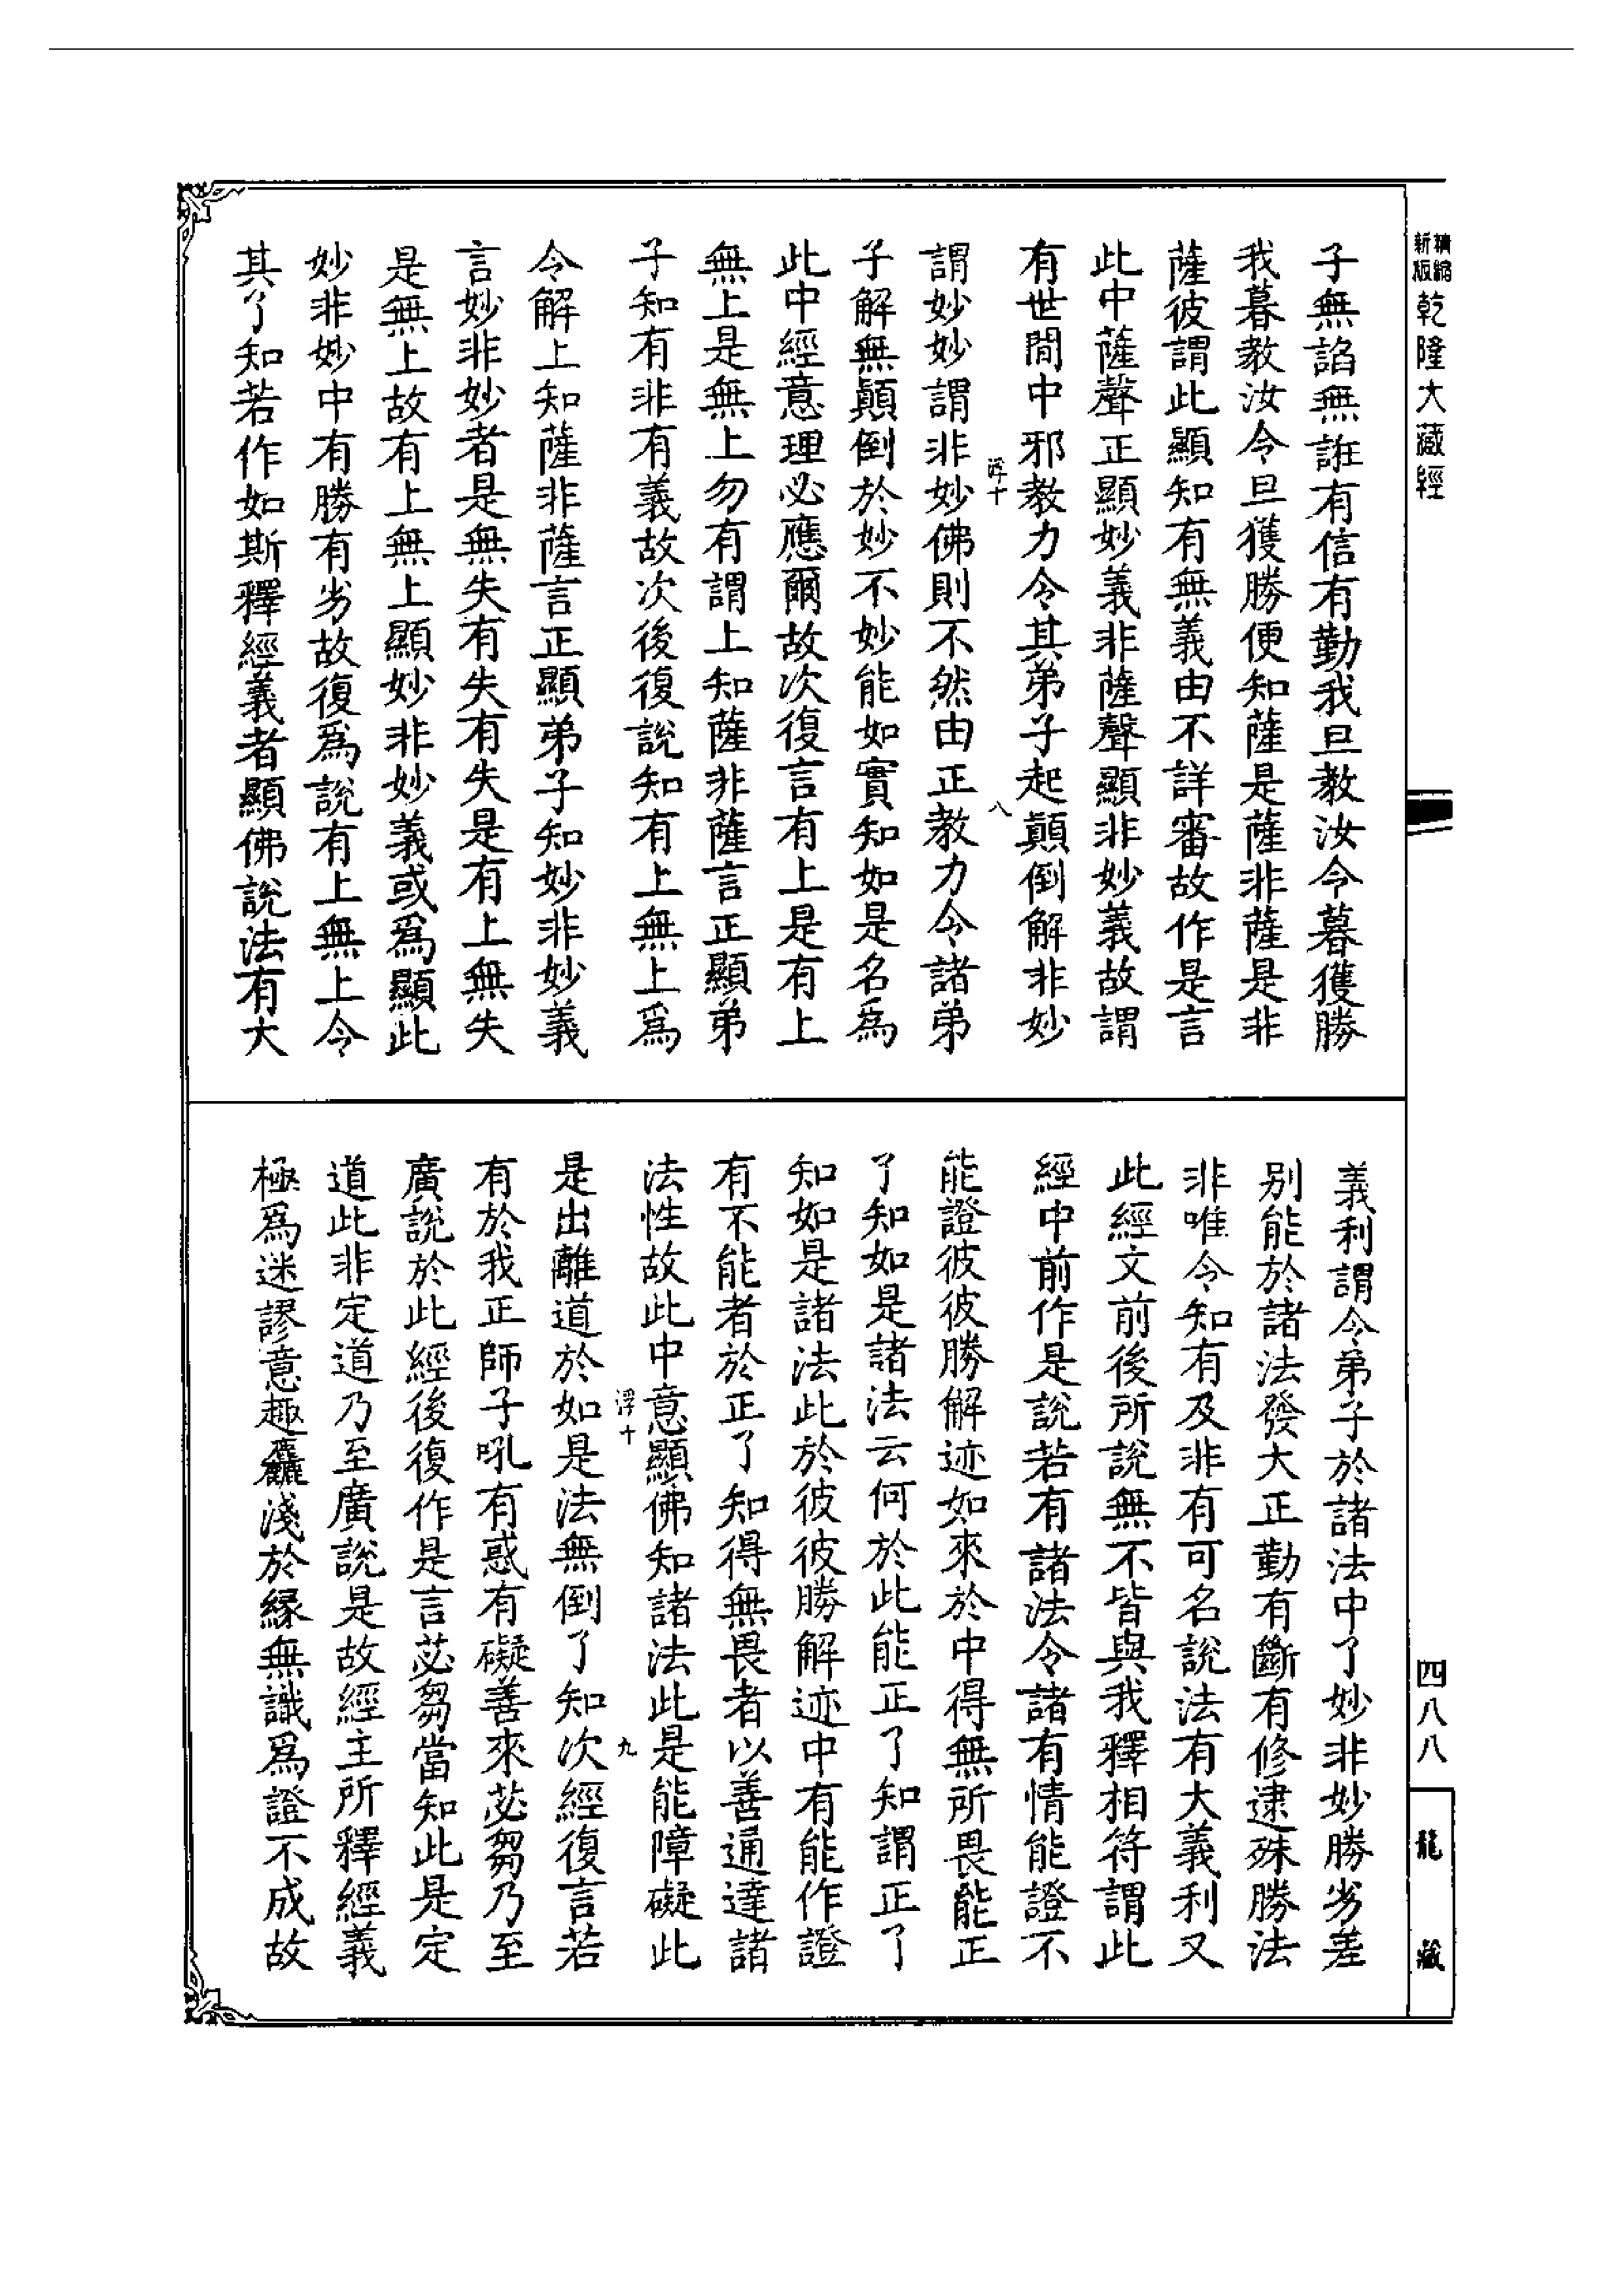 精縮新版乾隆大藏經
四八八
龍藏
子無諂無誑有信有勤我旦教汝令暮獲勝
我暮教汝令旦獲勝便知薩是薩非薩是非
薩彼謂此顯知有無義由不詳審故作是言
此中薩聲正顯妙義非薩聲顯非妙義故謂
有世間中邪教力令其弟子起顛倒解非妙
浮十 八
謂妙妙謂非妙佛則不然由正教力令諸弟
子解無顛倒於妙不妙能如實知如是名為
此中經意理必應爾故次復言有上是有上
無上是無上勿有謂上知薩非薩言正顯弟
子知有非有義故次後復說知有上無上為
令解上知薩非薩言正顯弟子知妙非妙義
言妙非妙者是無失有失有失是有上無失
是無上故有上無上顯妙非妙義或為顯此
妙非妙中有勝有劣故復為說有上無上令
其了知若作如斯釋經義者顯佛說法有大
義利謂令弟子於諸法中了妙非妙勝劣差
別能於諸法發大正勤有斷有修逮殊勝法
非唯令知有及非有可名說法有大義利又
此經文前後所說無不皆與我釋相符謂此
經中前作是說若有諸法令諸有情能證不
能證彼彼勝解迹如來於中得無所畏能正
了知如是諸法云何於此能正了知謂正了
知如是諸法此於彼彼勝解迹中有能作證
有不能者於正了知得無畏者以善通達諸
法性故此中意顯佛知諸法此是能障礙此
浮十 九
是出離道於如是法無倒了知次經復言若
有於我正師子吼有惑有礙善來苾芻乃至
廣說於此經後復作是言苾芻當知此是定
道此非定道乃至廣說是故經主所釋經義
極為迷謬意趣麤淺於緣無識為證不成故